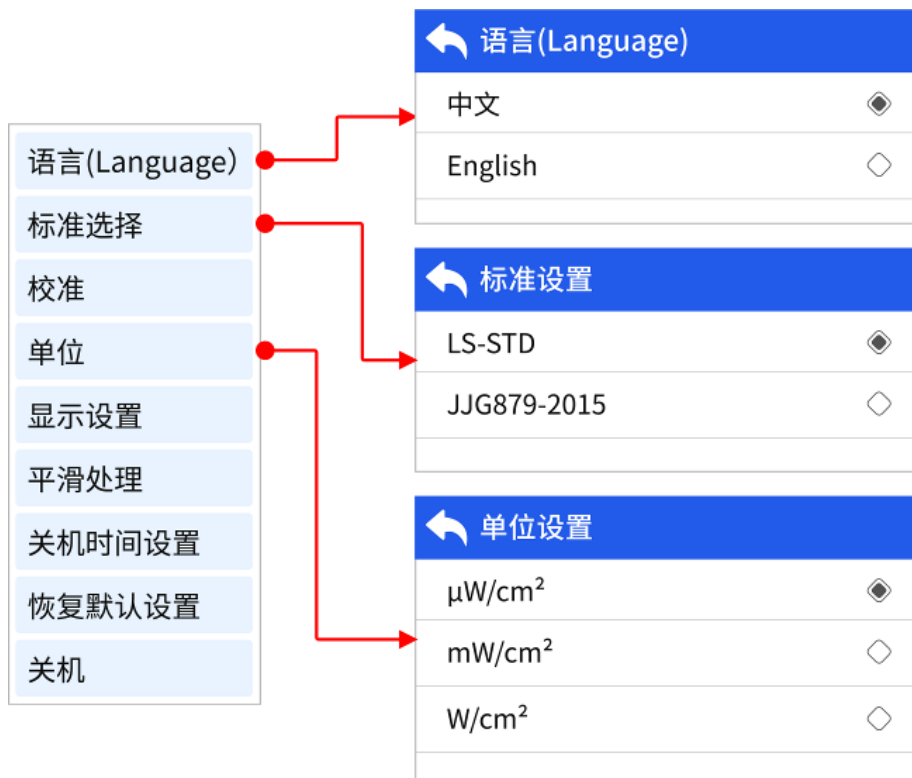 语言(Language）
标准选择
校准
单位
显示设置
平滑处理
关机时间设置
恢复默认设置
关机
语言(Language)
中文
English
标准设置
LS-STD
JJG879-2015
单位设置
μW/cm²
mW/cm²
W/cm²